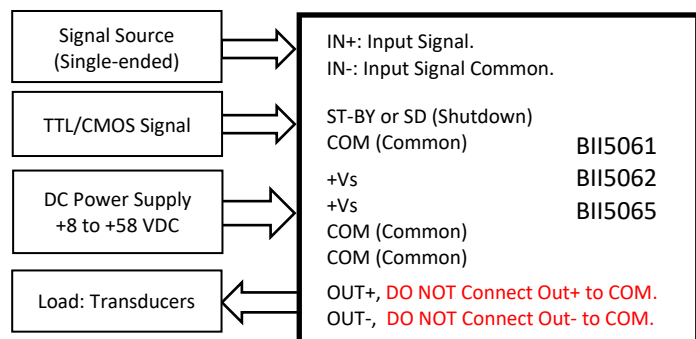 Signal Source
(Single-ended)
TTL/CMOS Signal
DC Power Supply
+8 to +58 VDC
Load: Transducers
IN+: Input Signal.
IN-: Input Signal Common.
ST-BY or SD (Shutdown)
COM (Common)
BII5061
+Vs
BII5062
+Vs
BII5065
COM (Common)
COM (Common)
OUT+, DO NOT Connect Out+ to COM.
OUT-, DO NOT Connect Out- to COM.